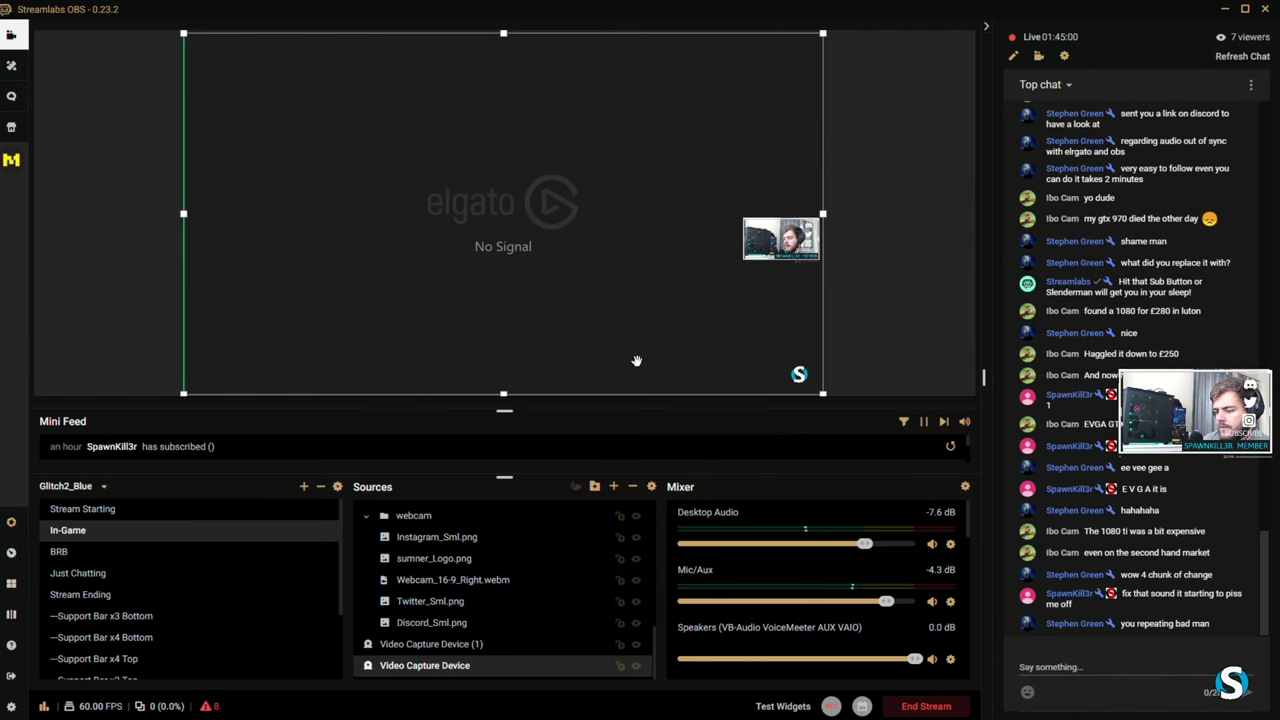 Streamlabs OBS - 0.23.2
elgato
No Signal
Mini Feed
an hour SpawnKill3r has subscribed ()
Glitch2_Blue
Stream Starting
In-Game
BRB
Just Chatting
Stream Ending
---Support Bar x3 Bottom
---Support Bar x4 Bottom
---Support Bar x4 Top
Sources
webcam
Instagram_Sml.png
sumner_Logo.png
Webcam_16-9_Right.webm
Twitter_Sml.png
Discord_Sml.png
Video Capture Device (1)
Video Capture Device
Mixer
Desktop Audio -7.6 dB
Mic/Aux -4.3 dB
Speakers (VB-Audio VoiceMeeter AUX VAIO) 0.0 dB
60.00 FPS 0 (0.0%) 8
Test Widgets REC End Stream
Live 01:45:00 7 viewers
Refresh Chat
Top chat
Stephen Green sent you a link on discord to
have a look at
Stephen Green regarding audio out of sync
with elrgato and obs
Stephen Green very easy to follow even you
can do it takes 2 minutes
Ibo Cam yo dude
Ibo Cam my gtx 970 died the other day
Stephen Green shame man
Stephen Green what did you replace it with?
Streamlabs Hit that Sub Button or
Slenderman will get you in your sleep!
Ibo Cam found a 1080 for £280 in luton
Stephen Green nice
Ibo Cam Haggled it down to £250
Ibo Cam And now
SpawnKill3r
1
Ibo Cam EVGA GT
SpawnKill3r
SUBSCRIBE
SPAWNKILL3R MEMBER
Stephen Green ee vee gee a
SpawnKill3r E V G A it is
Stephen Green hahahaha
Ibo Cam The 1080 ti was a bit expensive
Ibo Cam even on the second hand market
Stephen Green wow 4 chunk of change
SpawnKill3r fix that sound it starting to piss
me off
Stephen Green you repeating bad man
Say something...